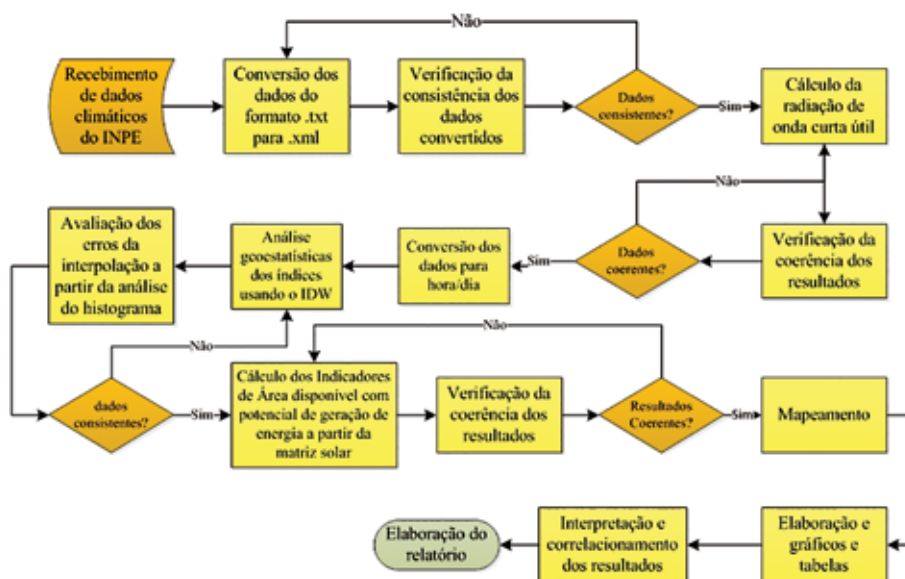 Não
Recebimento
de dados
climáticos
do INPE
Conversão dos
dados do
formato .txt
para .xml
Verificação da
consistência dos
dados
convertidos
Dados
consistentes?
Sim
Cálculo da
radiação de
onda curta útil
Não
Verificação da
coerência dos
resultados
Dados
coerentes?
Sim
Conversão dos
dados para
hora/dia
Análise
geoestatísticas
dos índices
usando o IDW
Avaliação dos
erros da
interpolação a
partir da análise
do histograma
Não
dados
consistentes?
Sim
Cálculo dos Indicadores
de Área disponível com
potencial de geração de
energia a partir da
matriz solar
Não
Verificação da
coerência dos
resultados
Resultados
Coerentes?
Sim
Mapeamento
Elaboração e
gráficos e
tabelas
Interpretação e
correlacionamento
dos resultados
Elaboração do
relatório